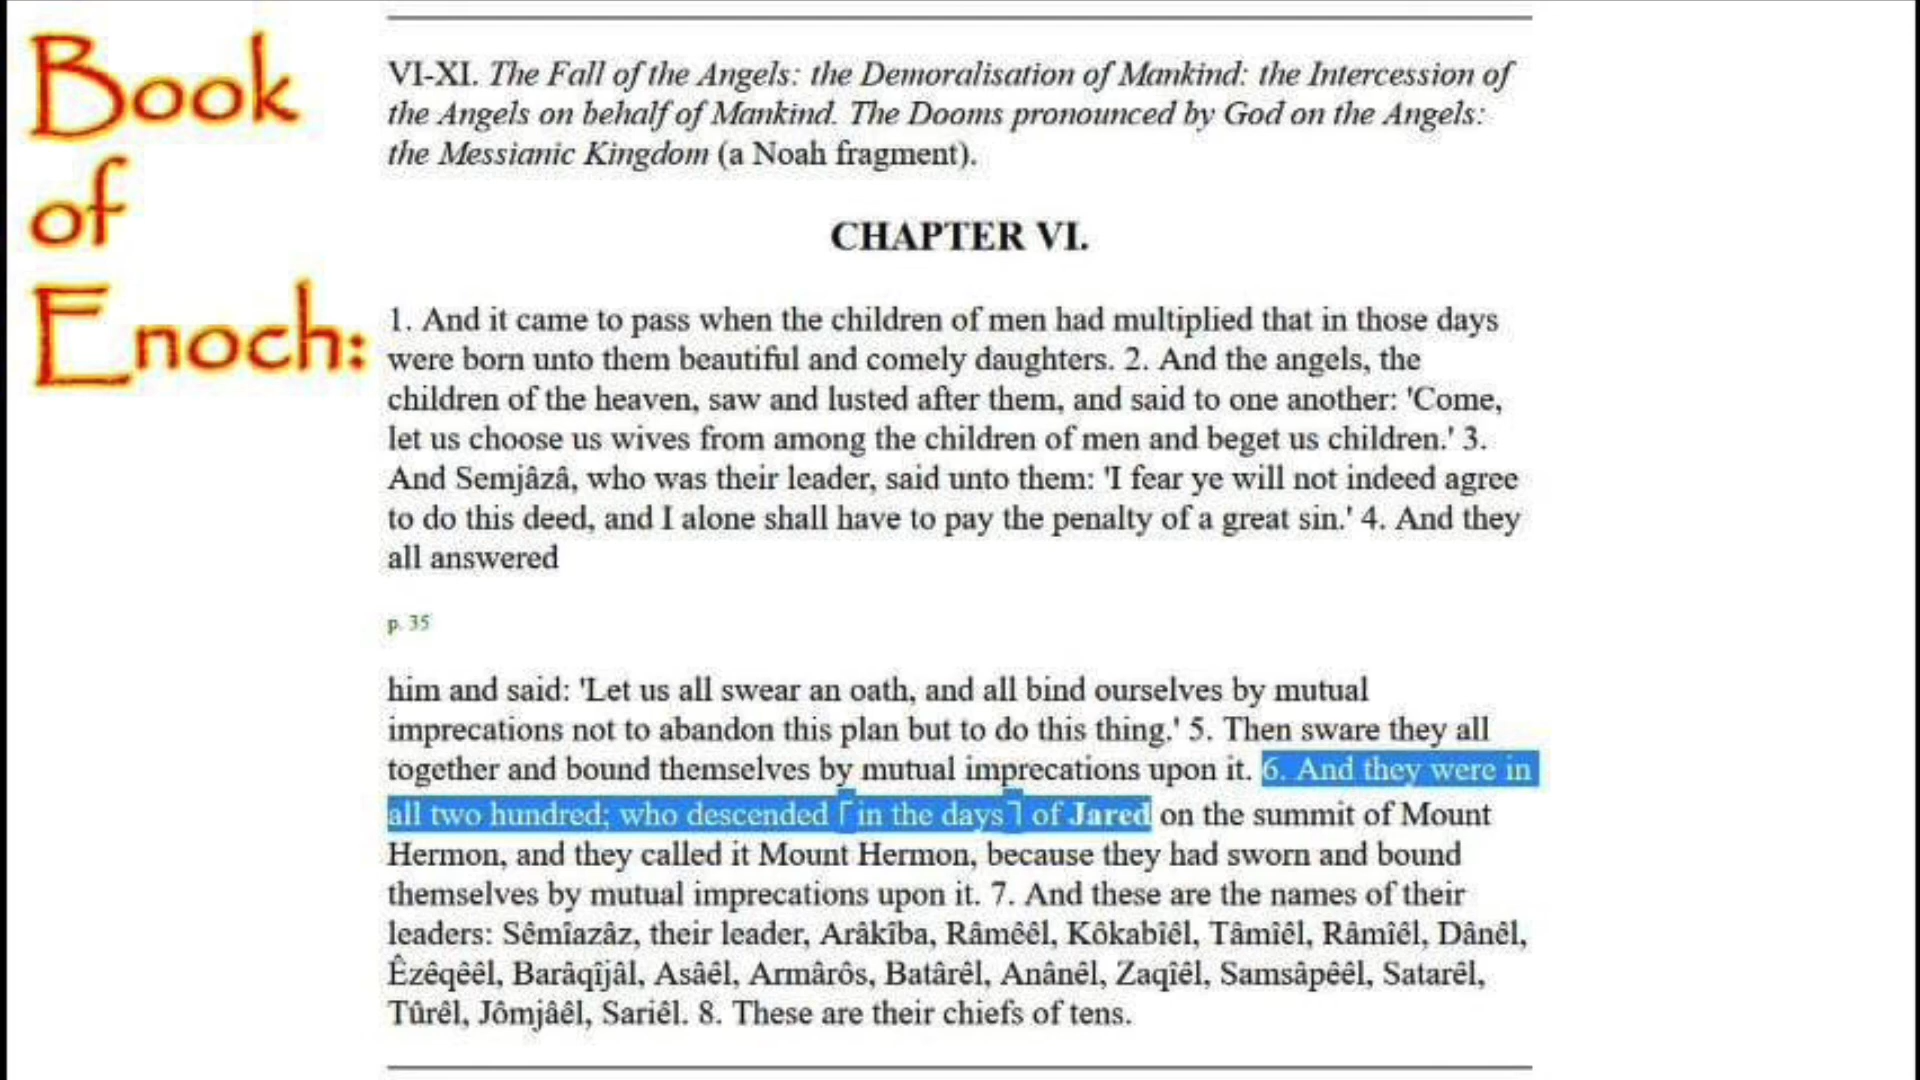 Book
of
Enoch:
VI-XI. The Fall of the Angels: the Demoralisation of Mankind: the Intercession of
the Angels on behalf of Mankind. The Dooms pronounced by God on the Angels:
the Messianic Kingdom (a Noah fragment).
CHAPTER VI.
1. And it came to pass when the children of men had multiplied that in those days
were born unto them beautiful and comely daughters. 2. And the angels, the
children of the heaven, saw and lusted after them, and said to one another: 'Come,
let us choose us wives from among the children of men and beget us children.' 3.
And Semjâzâ, who was their leader, said unto them: 'I fear ye will not indeed agree
to do this deed, and I alone shall have to pay the penalty of a great sin.' 4. And they
all answered
p. 35
him and said: 'Let us all swear an oath, and all bind ourselves by mutual
imprecations not to abandon this plan but to do this thing.' 5. Then sware they all
together and bound themselves by mutual imprecations upon it. 6. And they were in
all two hundred; who descended ⌈in the days⌉ of Jared on the summit of Mount
Hermon, and they called it Mount Hermon, because they had sworn and bound
themselves by mutual imprecations upon it. 7. And these are the names of their
leaders: Sêmîazâz, their leader, Arâkîba, Râmêêl, Kôkabîêl, Tâmîêl, Râmîêl, Dânêl,
Êzêqêêl, Barâqîjâl, Asâêl, Armârôs, Batârêl, Anânêl, Zaqîêl, Samsâpêêl, Satarêl,
Tûrêl, Jômjâêl, Sariêl. 8. These are their chiefs of tens.